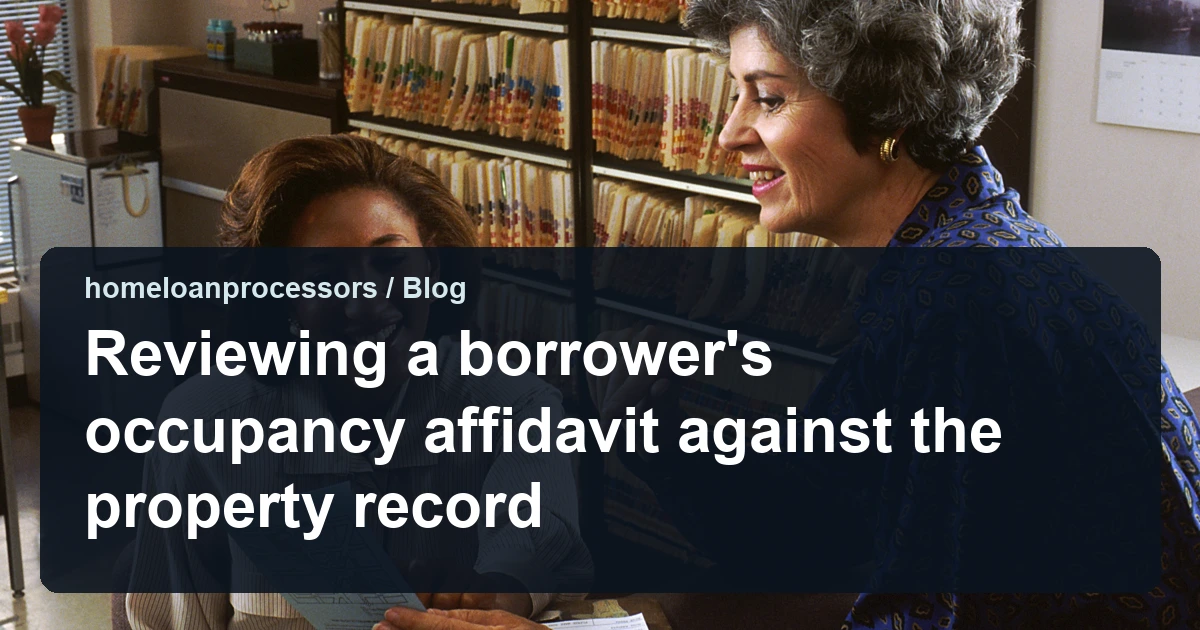 homeloanprocessors / Blog
Reviewing a borrower's
occupancy affidavit against the
property record